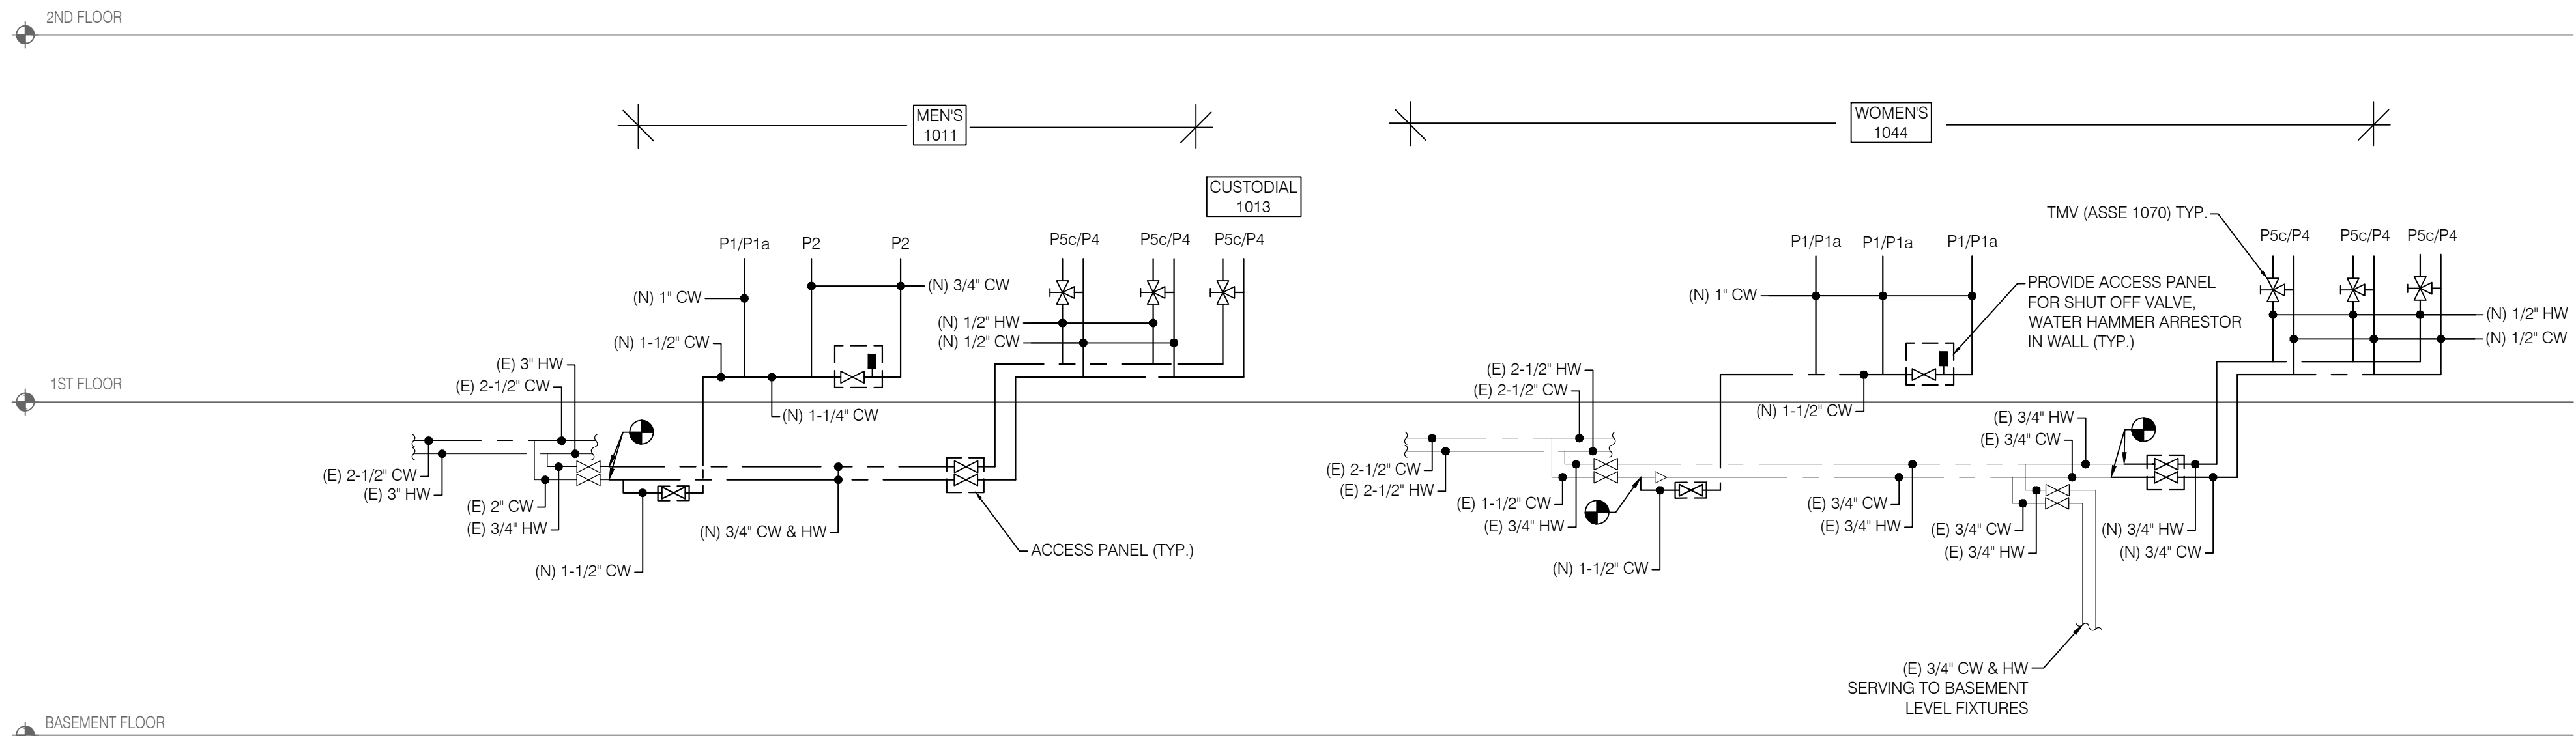 2ND FLOOR
MEN'S
1011
WOMEN'S
1044
CUSTODIAL
1013
TMV (ASSE 1070) TYP.
P1/P1a
P2
P2
P5c/P4
P5c/P4
P5c/P4
P1/P1a
P1/P1a
P1/P1a
P5c/P4
P5c/P4
P5c/P4
(N) 1" CW
(N) 3/4" CW
(N) 1" CW
PROVIDE ACCESS PANEL
FOR SHUT OFF VALVE,
WATER HAMMER ARRESTOR
IN WALL (TYP.)
(N) 1/2" HW
(N) 1/2" CW
(N) 1/2" HW
(N) 1/2" CW
(N) 1-1/2" CW
(E) 3" HW
(E) 2-1/2" CW
1ST FLOOR
(N) 1-1/4" CW
(E) 2-1/2" HW
(E) 2-1/2" CW
(N) 1-1/2" CW
(E) 3/4" HW
(E) 3/4" CW
(E) 2-1/2" CW
(E) 3" HW
(E) 2" CW
(E) 3/4" HW
(N) 3/4" CW & HW
(N) 1-1/2" CW
ACCESS PANEL (TYP.)
(E) 2-1/2" CW
(E) 2-1/2" HW
(E) 1-1/2" CW
(E) 3/4" HW
(N) 1-1/2" CW
(E) 3/4" CW
(E) 3/4" HW
(E) 3/4" CW
(E) 3/4" HW
(N) 3/4" HW
(N) 3/4" CW
(E) 3/4" CW & HW
SERVING TO BASEMENT
LEVEL FIXTURES
BASEMENT FLOOR